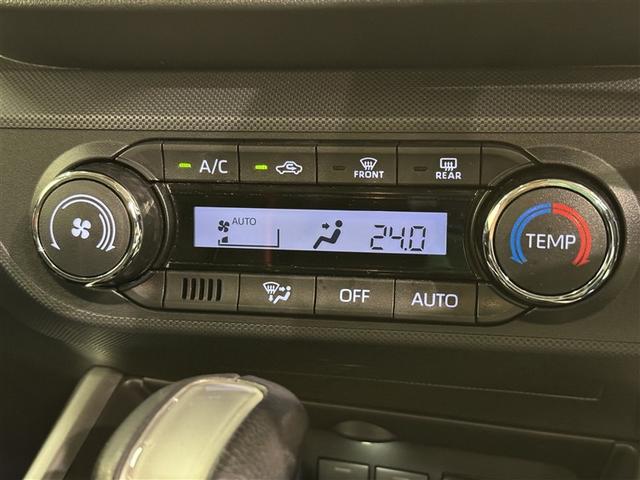 A/C
FRONT
REAR
AUTO
24.0
TEMP
OFF
AUTO